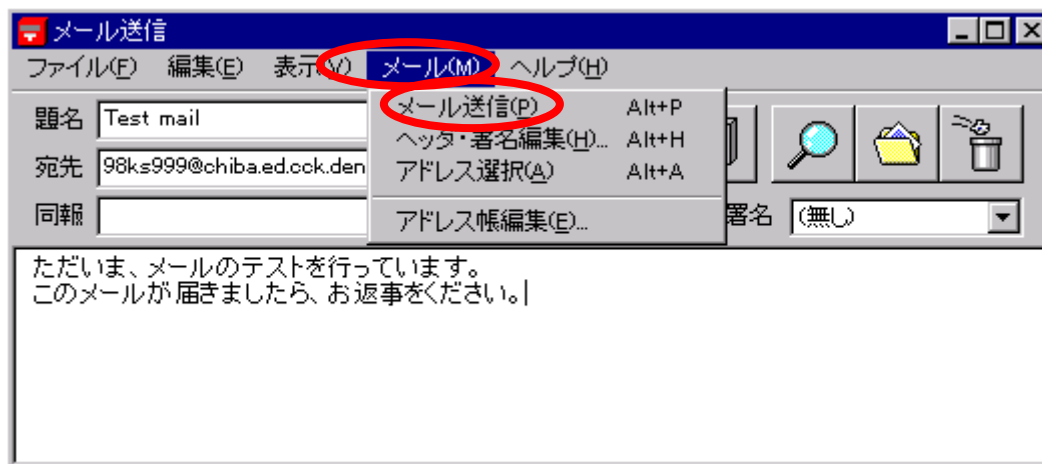 メール送信
ファイル(F) 編集(E) 表示(V) メール(M) ヘルプ(H)
題名 Test mail
宛先 98ks999@chiba.ed.cck.den
同報
メール送信(P) Alt+P
ヘッダ・署名編集(H)... Alt+H
アドレス選択(A) Alt+A
アドレス帳編集(E)...
署名 (無し)
ただいま、メールのテストを行っています。
このメールが届きましたら、お返事をください。